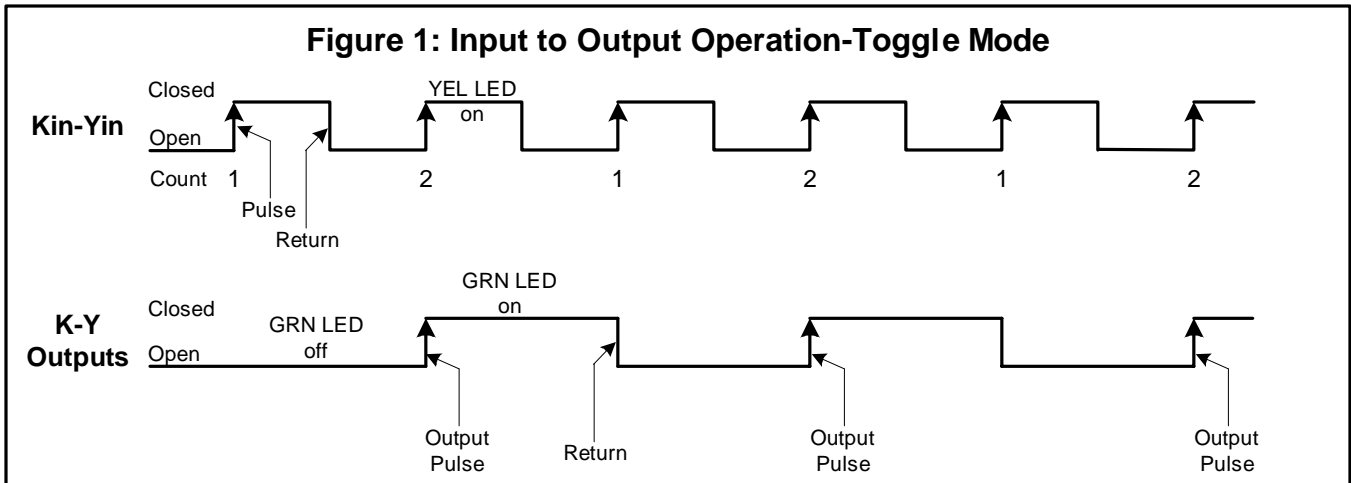 Figure 1: Input to Output Operation-Toggle Mode
Closed
YEL LED
on
Kin-Yin
Open
Count 1 2 1 2 1 2
Pulse
Return
GRN LED
on
Closed
GRN LED
off
K-Y
Outputs
Open
Output
Pulse
Return
Output
Pulse
Output
Pulse